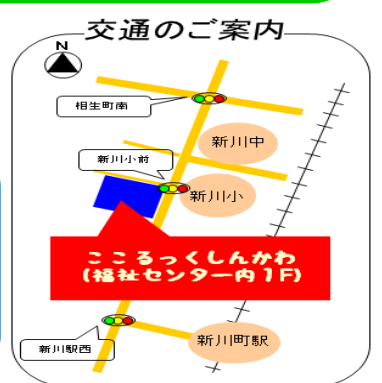 交通のご案内
N
相生町南
新川中
新川小前
新川小
こころっくしんかわ
(福祉センター内1F)
新川駅西
新川町駅